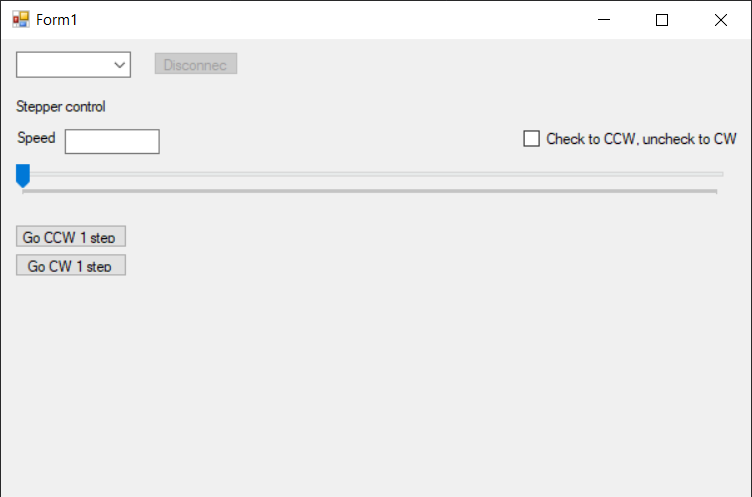 Form1
Disconnec
Stepper control
Speed
Check to CCW, uncheck to CW
Go CCW 1 step
Go CW 1 step